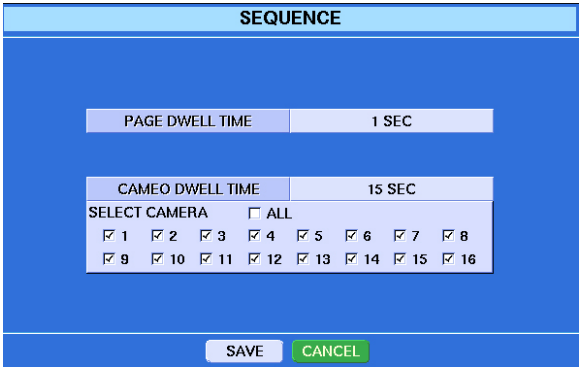 SEQUENCE
PAGE DWELL TIME 1 SEC
CAMEO DWELL TIME 15 SEC
SELECT CAMERA ALL
1 2 3 4 5 6 7 8
9 10 11 12 13 14 15 16
SAVE CANCEL